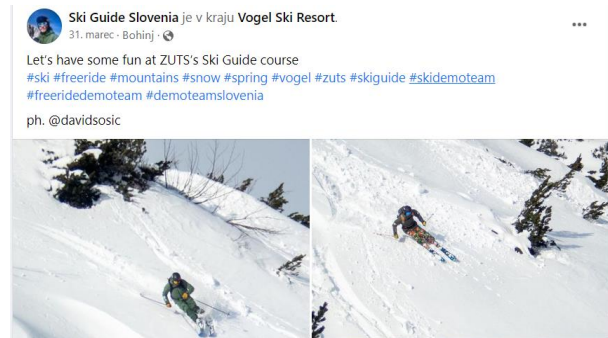 Ski Guide Slovenia je v kraju Vogel Ski Resort.
31. marec · Bohinj ·
Let's have some fun at ZUTS's Ski Guide course
#ski #freeride #mountains #snow #spring #vogel #zuts #skiguide #skidemoteam
#freeridedemoteam #demoteamslovenia
ph. @davidsosic